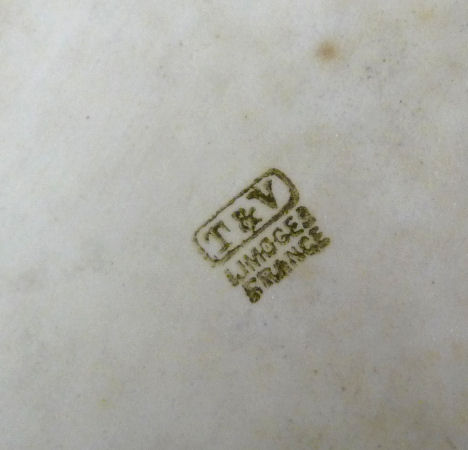 T & V
LIMOGES
FRANCE